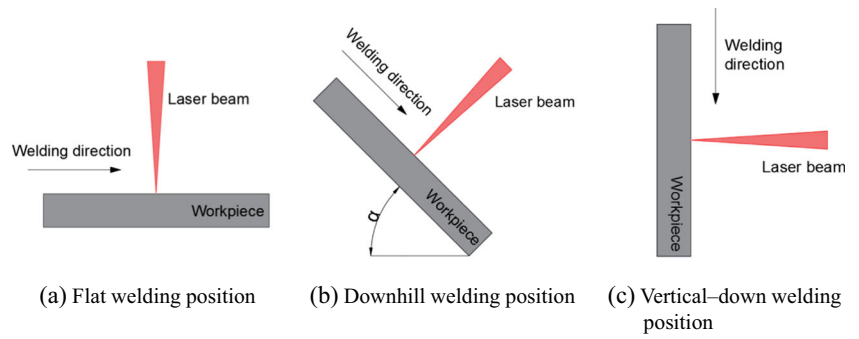 Laser beam
Welding direction
Workpiece
(a) Flat welding position
Welding direction
Laser beam
Workpiece
α
(b) Downhill welding position
Welding
direction
Laser beam
Workpiece
(c) Vertical–down welding
position